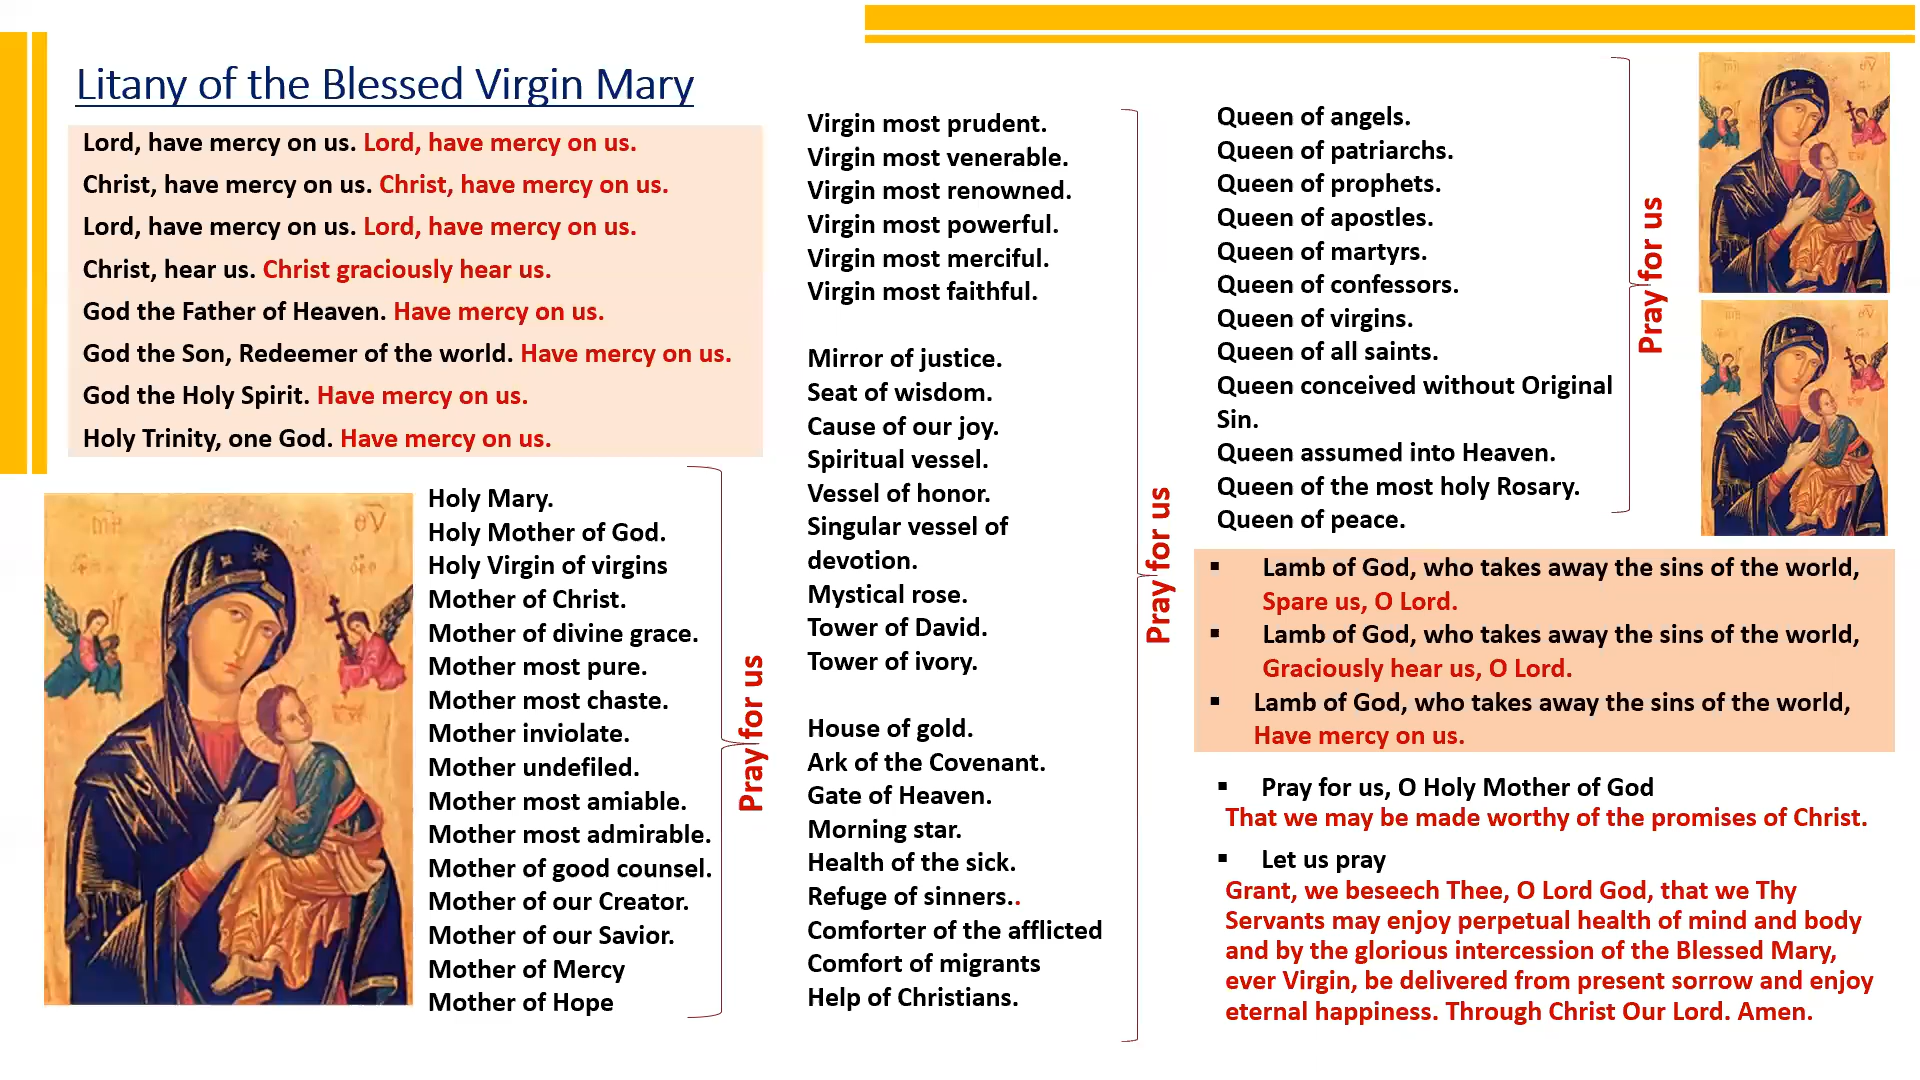 Litany of the Blessed Virgin Mary
Lord, have mercy on us. Lord, have mercy on us.
Christ, have mercy on us. Christ, have mercy on us.
Lord, have mercy on us. Lord, have mercy on us.
Christ, hear us. Christ graciously hear us.
God the Father of Heaven. Have mercy on us.
God the Son, Redeemer of the world. Have mercy on us.
God the Holy Spirit. Have mercy on us.
Holy Trinity, one God. Have mercy on us.
Holy Mary.
Holy Mother of God.
Holy Virgin of virgins
Mother of Christ.
Mother of divine grace.
Mother most pure.
Mother most chaste.
Mother inviolate.
Mother undefiled.
Mother most amiable.
Mother most admirable.
Mother of good counsel.
Mother of our Creator.
Mother of our Savior.
Mother of Mercy
Mother of Hope
Pray for us
Virgin most prudent.
Virgin most venerable.
Virgin most renowned.
Virgin most powerful.
Virgin most merciful.
Virgin most faithful.
Mirror of justice.
Seat of wisdom.
Cause of our joy.
Spiritual vessel.
Vessel of honor.
Singular vessel of
devotion.
Mystical rose.
Tower of David.
Tower of ivory.
House of gold.
Ark of the Covenant.
Gate of Heaven.
Morning star.
Health of the sick.
Refuge of sinners..
Comforter of the afflicted
Comfort of migrants
Help of Christians.
Pray for us
Queen of angels.
Queen of patriarchs.
Queen of prophets.
Queen of apostles.
Queen of martyrs.
Queen of confessors.
Queen of virgins.
Queen of all saints.
Queen conceived without Original
Sin.
Queen assumed into Heaven.
Queen of the most holy Rosary.
Queen of peace.
Pray for us
▪ Lamb of God, who takes away the sins of the world,
Spare us, O Lord.
▪ Lamb of God, who takes away the sins of the world,
Graciously hear us, O Lord.
▪ Lamb of God, who takes away the sins of the world,
Have mercy on us.
▪ Pray for us, O Holy Mother of God
That we may be made worthy of the promises of Christ.
▪ Let us pray
Grant, we beseech Thee, O Lord God, that we Thy
Servants may enjoy perpetual health of mind and body
and by the glorious intercession of the Blessed Mary,
ever Virgin, be delivered from present sorrow and enjoy
eternal happiness. Through Christ Our Lord. Amen.